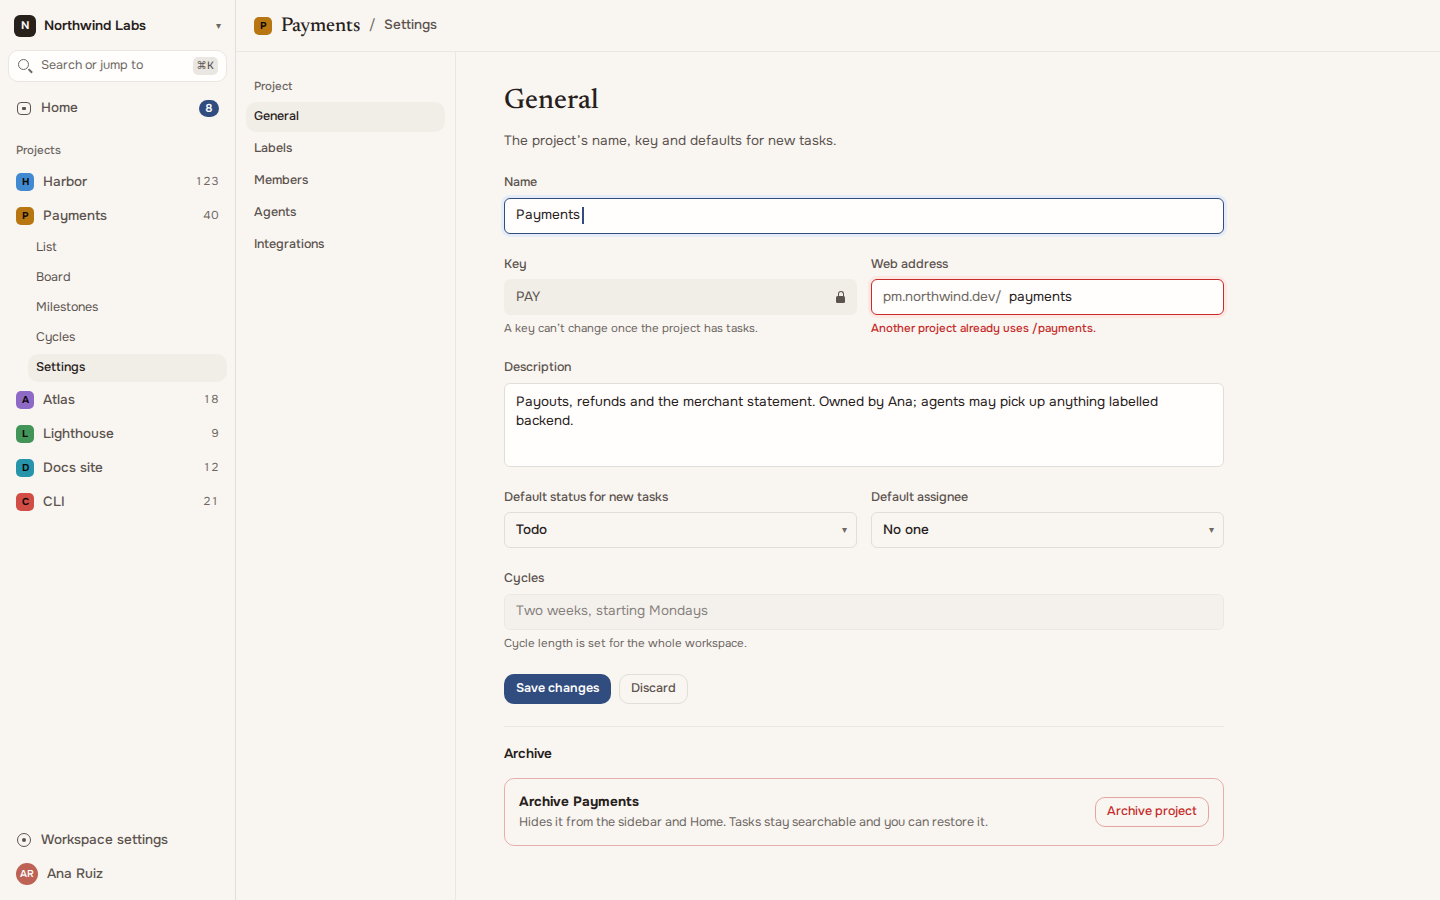 N Northwind Labs
Search or jump to ⌘K
Home 8
Projects
H Harbor 123
P Payments 40
List
Board
Milestones
Cycles
Settings
A Atlas 18
L Lighthouse 9
D Docs site 12
C CLI 21
Workspace settings
AR Ana Ruiz
P Payments / Settings
Project
General
Labels
Members
Agents
Integrations
General
The project's name, key and defaults for new tasks.
Name
Payments
Key
PAY
A key can't change once the project has tasks.
Web address
pm.northwind.dev/ payments
Another project already uses /payments.
Description
Payouts, refunds and the merchant statement. Owned by Ana; agents may pick up anything labelled
backend.
Default status for new tasks
Todo
Default assignee
No one
Cycles
Two weeks, starting Mondays
Cycle length is set for the whole workspace.
Save changes Discard
Archive
Archive Payments
Hides it from the sidebar and Home. Tasks stay searchable and you can restore it.
Archive project